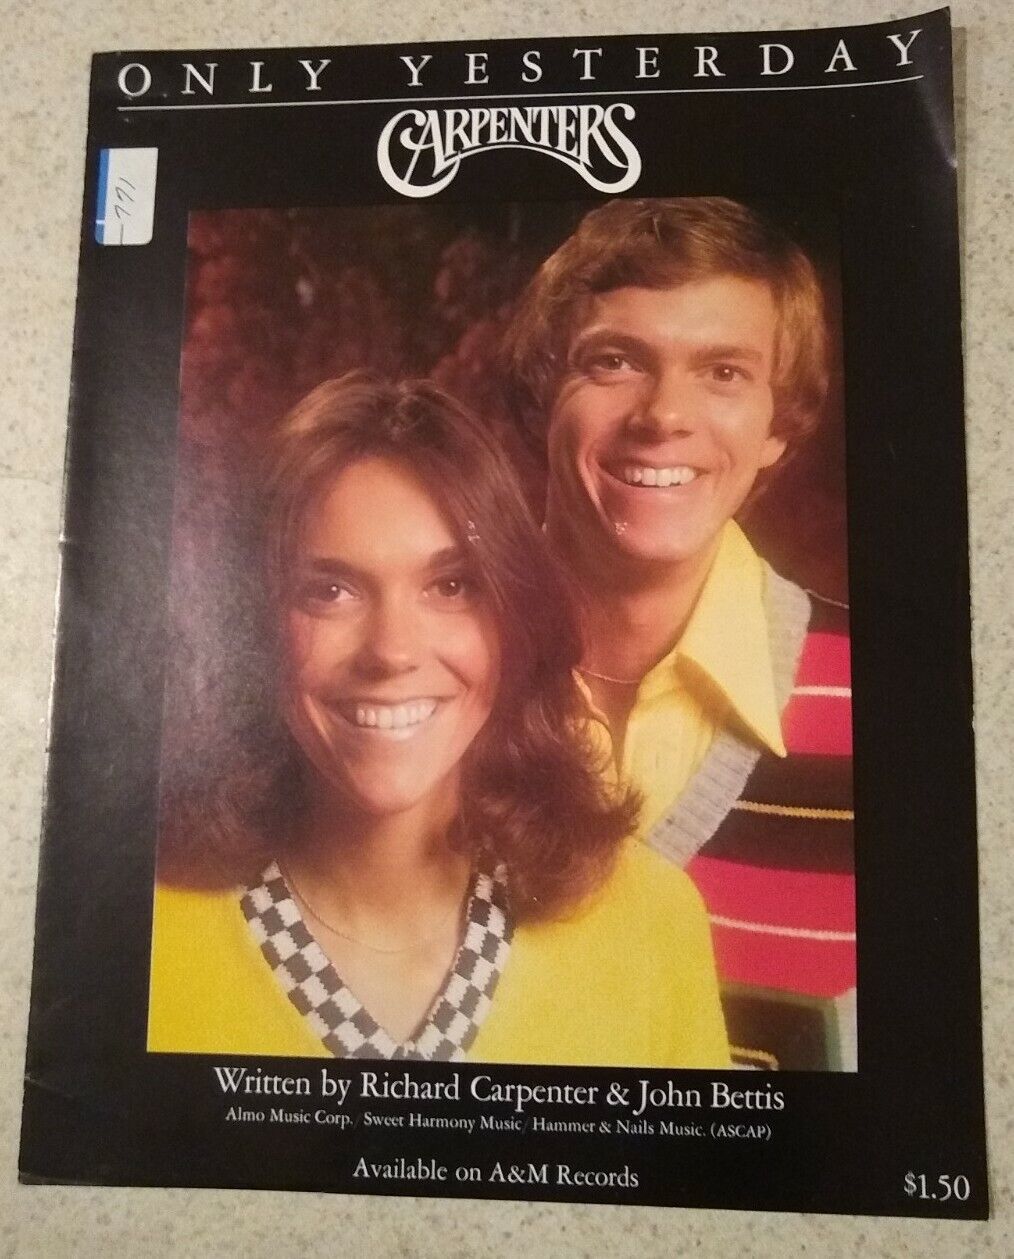 ONLY YESTERDAY
CARPENTERS
Written by Richard Carpenter & John Bettis
Almo Music Corp./Sweet Harmony Music/Hammer & Nails Music. (ASCAP)
Available on A&M Records
$1.50